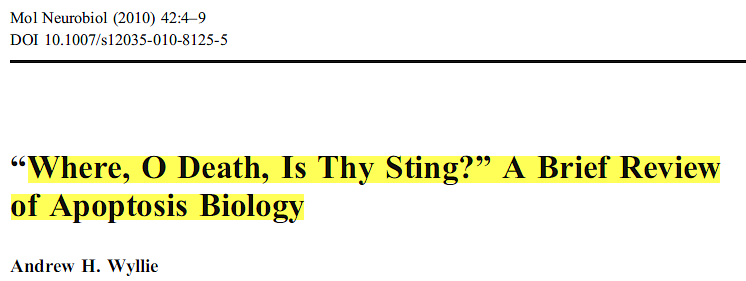 Mol Neurobiol (2010) 42:4–9
DOI 10.1007/s12035-010-8125-5
“Where, O Death, Is Thy Sting?” A Brief Review
of Apoptosis Biology
Andrew H. Wyllie